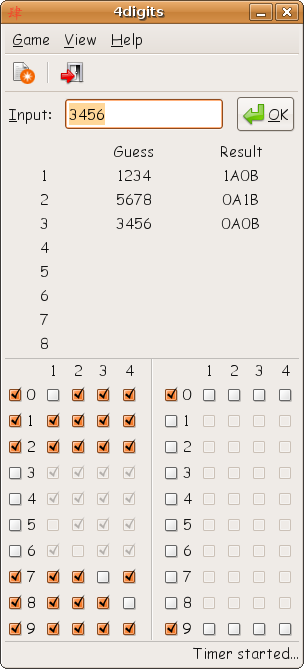 肆 4digits
Game View Help
Input: 3456 OK
Guess Result
1 1234 1A0B
2 5678 0A1B
3 3456 0A0B
4
5
6
7
8
1 2 3 4 1 2 3 4
0 0
1 1
2 2
3 3
4 4
5 5
6 6
7 7
8 8
9 9
Timer started...